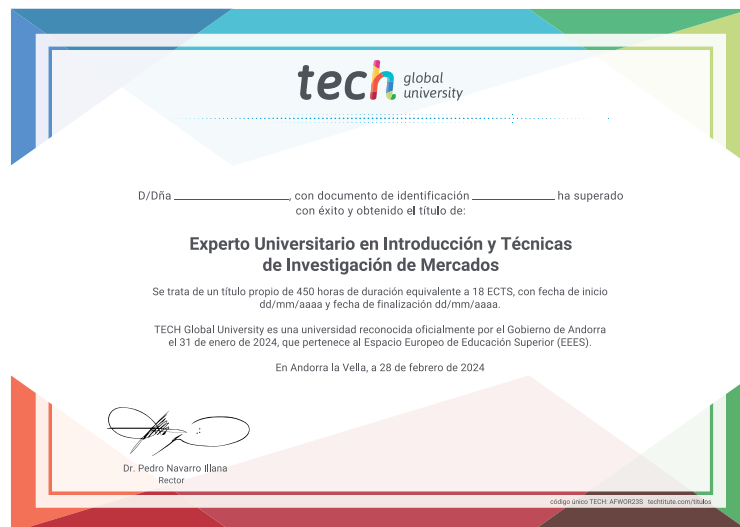 tech global university
D/Dña ______________________, con documento de identificación ______________ ha superado
con éxito y obtenido el título de:
Experto Universitario en Introducción y Técnicas
de Investigación de Mercados
Se trata de un título propio de 450 horas de duración equivalente a 18 ECTS, con fecha de inicio
dd/mm/aaaa y fecha de finalización dd/mm/aaaa.
TECH Global University es una universidad reconocida oficialmente por el Gobierno de Andorra
el 31 de enero de 2024, que pertenece al Espacio Europeo de Educación Superior (EEES).
En Andorra la Vella, a 28 de febrero de 2024
Dr. Pedro Navarro Illana
Rector
código único TECH: AFWOR23S techtitute.com/titulos